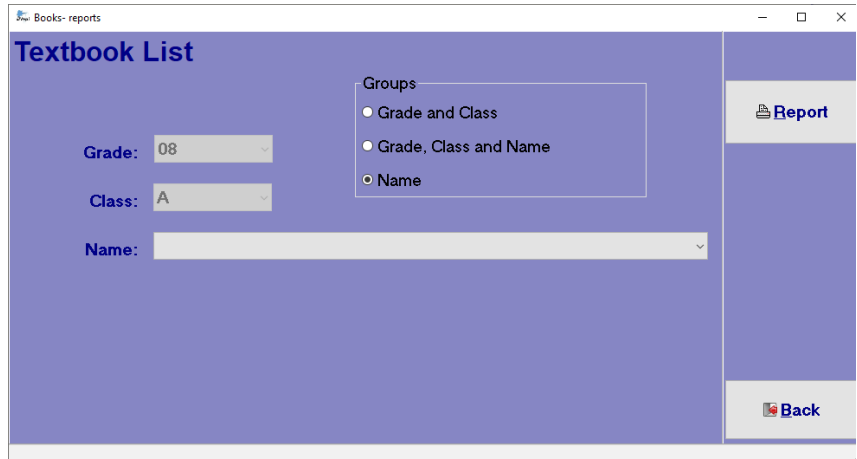 Books- reports
Textbook List
Groups
Grade and Class
Report
Grade: 08
Grade, Class and Name
Name
Class: A
Name:
Back